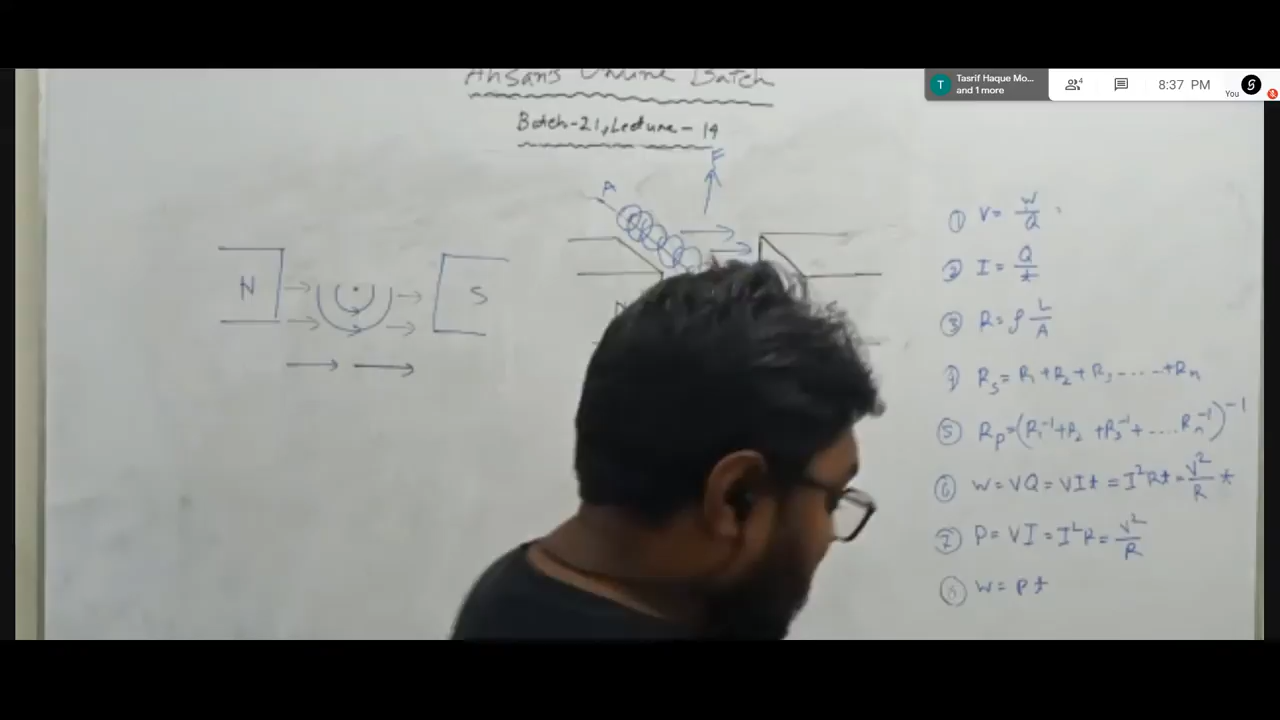 Ahsan's Online Batch
Batch-21, Lecture-14
Tasrif Haque Mo...
and 1 more
4
8:37 PM
You
T
N
S
A
F
① V = W/Q
② I = Q/t
③ R = ρ L/A
④ Rs = R1 + R2 + R3 ..... + Rn
⑤ Rp = (R1⁻¹ + R2 + R3⁻¹ + .... Rn⁻¹)⁻¹
⑥ W = VQ = VIt = I²Rt = V²/R t
⑦ P = VI = I²R = V²/R
⑧ W = Pt